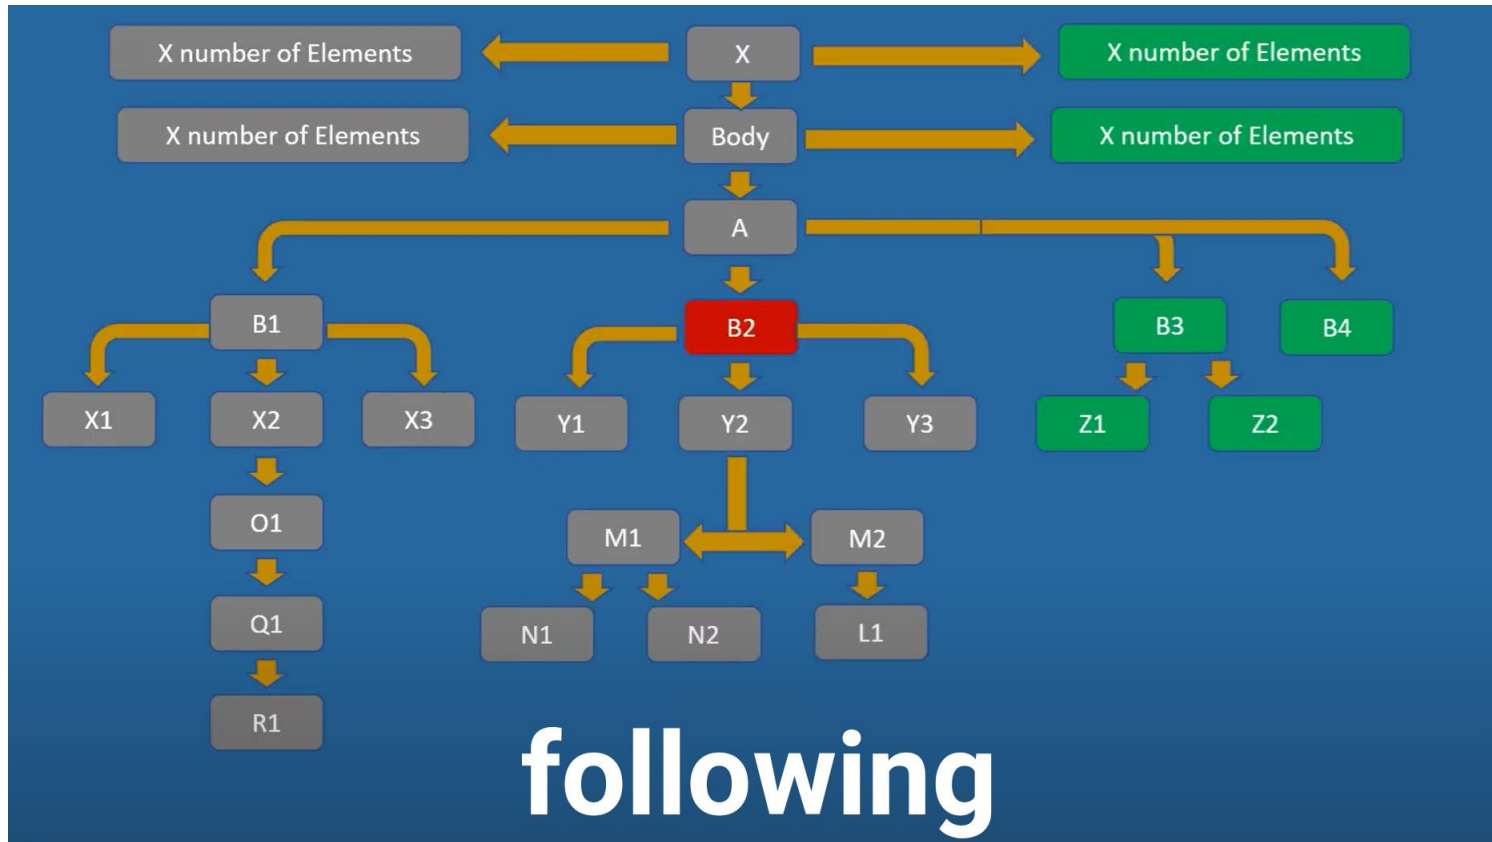 X number of Elements X X number of Elements
X number of Elements Body X number of Elements
A
B1 B2 B3 B4
X1 X2 X3 Y1 Y2 Y3 Z1 Z2
O1 M1 M2
Q1 N1 N2 L1
R1
following